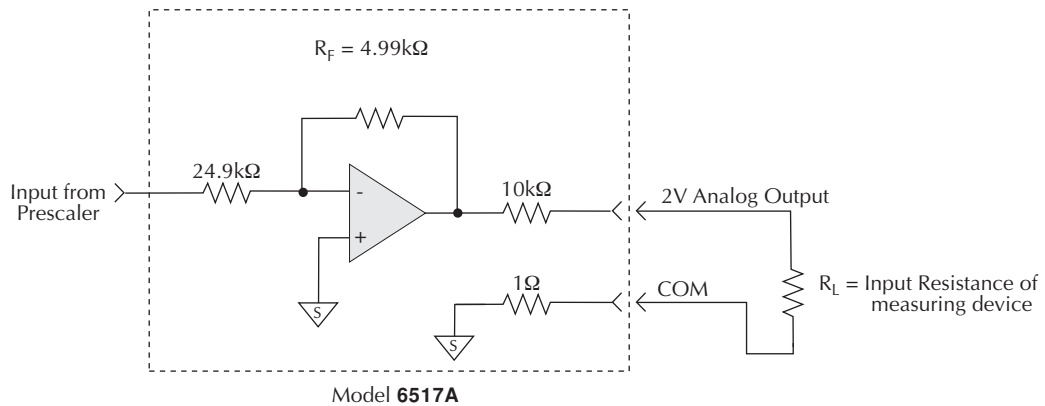 R_F = 4.99kΩ
24.9kΩ
Input from
Prescaler
-
+
10kΩ
2V Analog Output
1Ω
COM
S
S
R_L = Input Resistance of
measuring device
Model 6517A